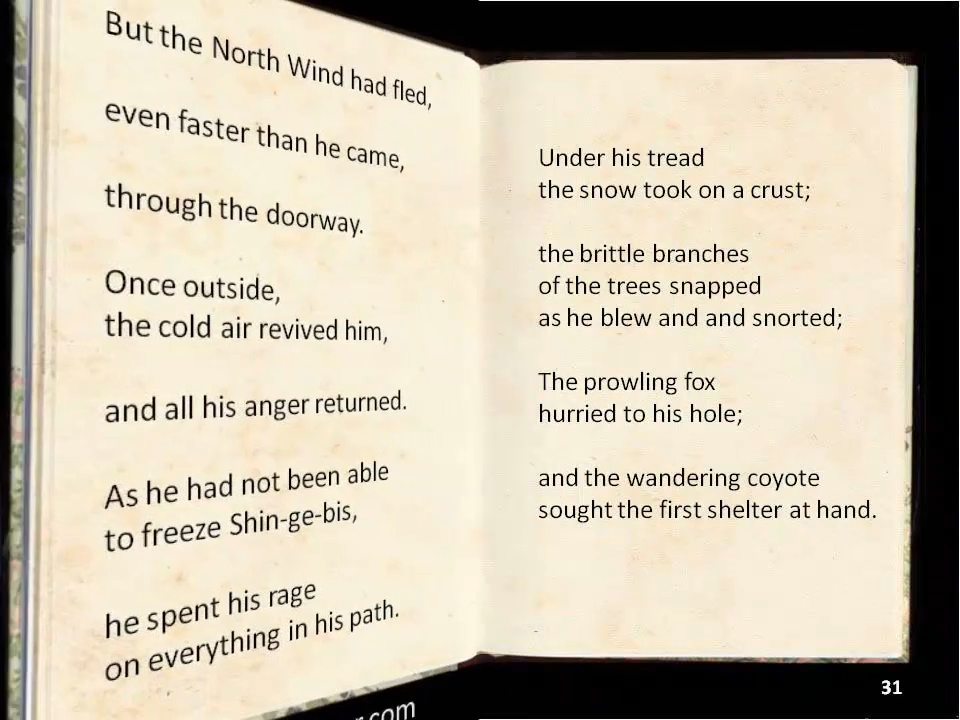 But the North Wind had fled,
even faster than he came,
through the doorway.
Once outside,
the cold air revived him,
and all his anger returned.
As he had not been able
to freeze Shin-ge-bis,
he spent his rage
on everything in his path.
Under his tread
the snow took on a crust;
the brittle branches
of the trees snapped
as he blew and and snorted;
The prowling fox
hurried to his hole;
and the wandering coyote
sought the first shelter at hand.
31